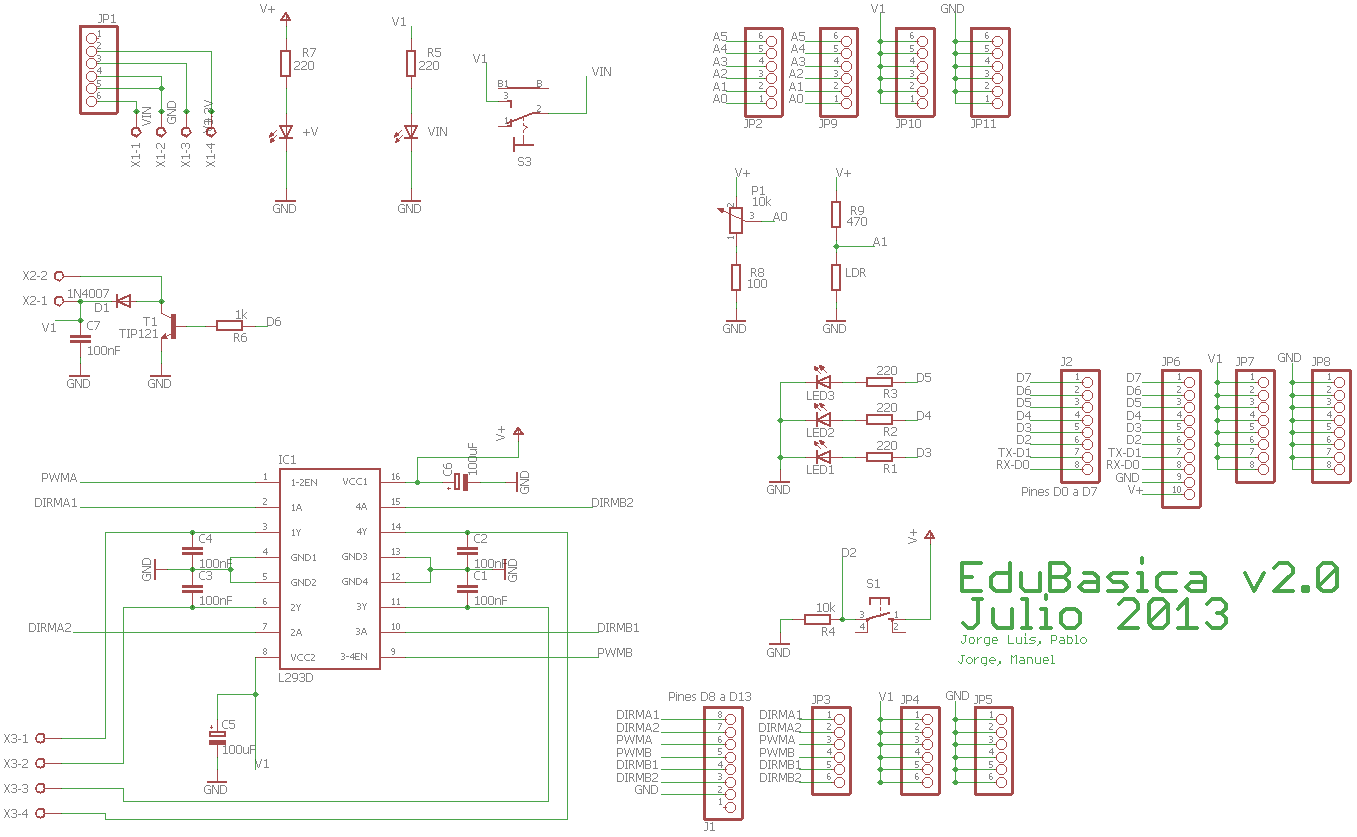 JP1
1
2
3
4
5
6
VIN
GND
X1-1
X1-2
X1-3
X1-4
V+
R7
220
+V
GND
V1
R5
220
VIN
GND
V1
B1
B
3
2
1
VIN
S3
A5 6
A4 5
A3 4
A2 3
A1 2
A0 1
JP2
A5 6
A4 5
A3 4
A2 3
A1 2
A0 1
JP9
V1
6
5
4
3
2
1
JP10
GND
6
5
4
3
2
1
JP11
V+
P1
10k
2
3
1
A0
R8
100
GND
V+
R9
470
A1
LDR
GND
X2-2
X2-1
1N4007
D1
V1
C7
100nF
GND
T1
TIP121
GND
1k
R6
D6
220
D5
LED3
R3
220
D4
LED2
R2
220
D3
LED1
R1
GND
J2
D7 1
D6 2
D5 3
D4 4
D3 5
D2 6
TX-D1 7
RX-D0 8
Pines D0 a D7
JP6
D7 1
D6 2
D5 3
D4 4
D3 5
D2 6
TX-D1 7
RX-D0 8
GND 9
V+ 10
V1
JP7
1
2
3
4
5
6
7
8
GND
JP8
1
2
3
4
5
6
7
8
IC1
V+
C6
100uF
GND
PWMA 1 1-2EN VCC1 16
DIRMA1 2 1A 4A 15 DIRMB2
3 1Y 4Y 14
4 GND1 GND3 13
5 GND2 GND4 12
6 2Y 3Y 11
DIRMA2 7 2A 3A 10 DIRMB1
8 VCC2 3-4EN 9 PWMB
L293D
C4
100nF
GND
C3
100nF
C2
100nF
GND
C1
100nF
C5
100uF
V1
GND
X3-1
X3-2
X3-3
X3-4
D2
V+
S1
10k
R4
3
4
1
2
GND
EduBasica v2.0
Julio 2013
Jorge Luis, Pablo
Jorge, Manuel
Pines D8 a D13
DIRMA1 8
DIRMA2 7
PWMA 6
PWMB 5
DIRMB1 4
DIRMB2 3
GND 2
1
J1
JP3
DIRMA1 1
DIRMA2 2
PWMA 3
PWMB 4
DIRMB1 5
DIRMB2 6
V1
JP4
1
2
3
4
5
6
GND
JP5
1
2
3
4
5
6